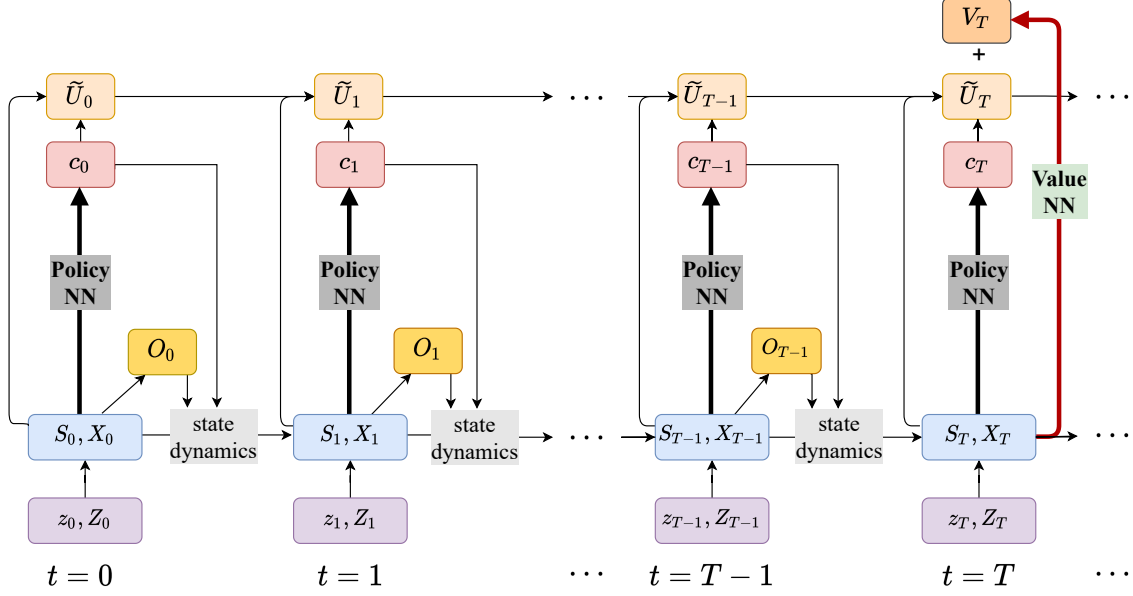 V_T
+
Ũ_0 Ũ_1 ··· Ũ_{T−1} Ũ_T ···
c_0 c_1 c_{T−1} c_T
Value
NN
Policy Policy Policy Policy
NN NN NN NN
O_0 O_1 O_{T−1}
S_0, X_0 state S_1, X_1 state ··· S_{T−1}, X_{T−1} state S_T, X_T ···
dynamics dynamics dynamics
z_0, Z_0 z_1, Z_1 z_{T−1}, Z_{T−1} z_T, Z_T
t = 0 t = 1 ··· t = T − 1 t = T ···